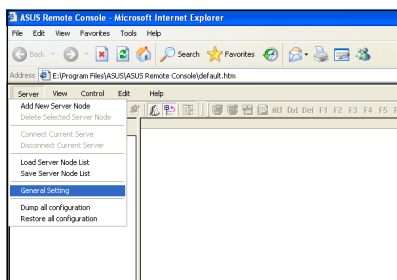 ASUS Remote Console - Microsoft Internet Explorer
File Edit View Favorites Tools Help
Back Search Favorites
Address E:\Program Files\ASUS\ASUS Remote Console\default.htm
Server View Control Edit Help
Add New Server Node
Delete Selected Server Node
Connect Current Serve
Disconnect Current Server
Load Server Node List
Save Server Node List
General Setting
Dump all configuration
Restore all configuration
Alt Ctrl Del F1 F2 F3 F4 F5